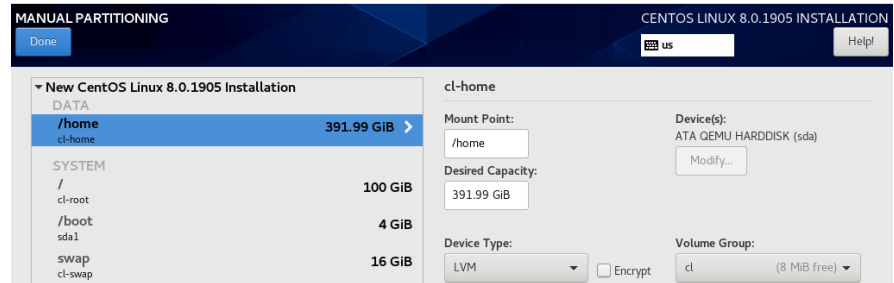 MANUAL PARTITIONING
CENTOS LINUX 8.0.1905 INSTALLATION
Done
us
Help!
New CentOS Linux 8.0.1905 Installation
DATA
/home 391.99 GiB
cl-home
SYSTEM
/ 100 GiB
cl-root
/boot 4 GiB
sda1
swap 16 GiB
cl-swap
cl-home
Mount Point:
/home
Desired Capacity:
391.99 GiB
Device(s):
ATA QEMU HARDDISK (sda)
Modify...
Device Type:
LVM
Encrypt
Volume Group:
cl (8 MiB free)